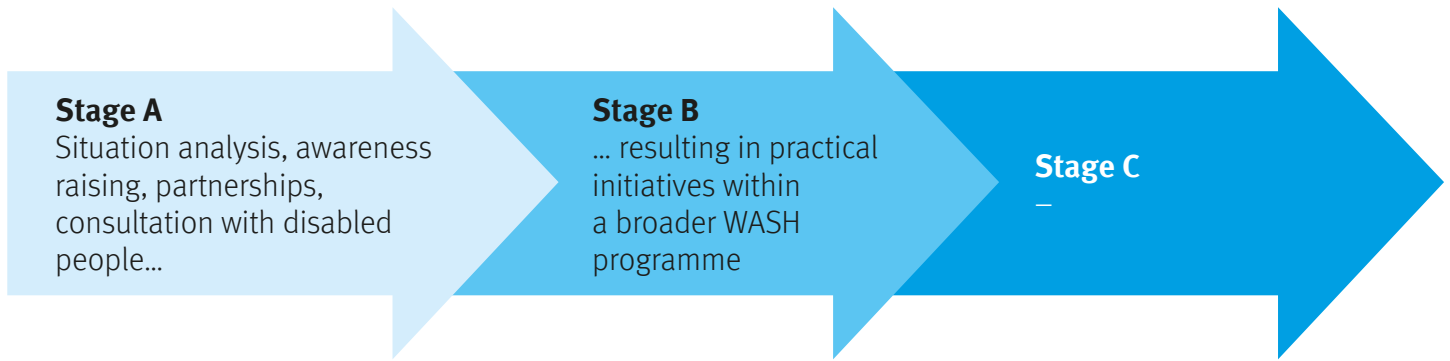 Stage A
Situation analysis, awareness
raising, partnerships,
consultation with disabled
people…
Stage B
… resulting in practical
initiatives within
a broader WASH
programme
Stage C
–